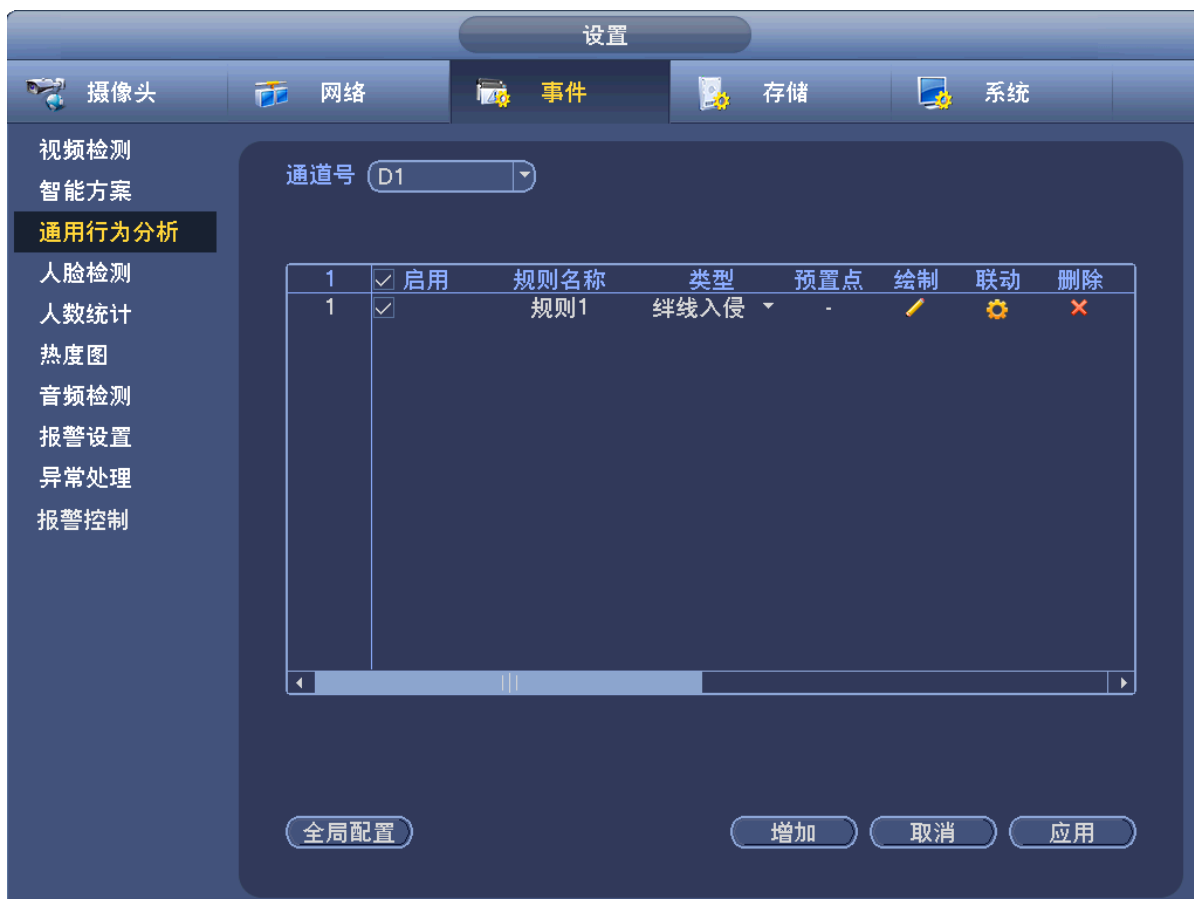 设置
摄像头 网络 事件 存储 系统
视频检测
智能方案
通用行为分析
人脸检测
人数统计
热度图
音频检测
报警设置
异常处理
报警控制
通道号 D1
1 启用 规则名称 类型 预置点 绘制 联动 删除
1 规则1 绊线入侵 -
全局配置 增加 取消 应用